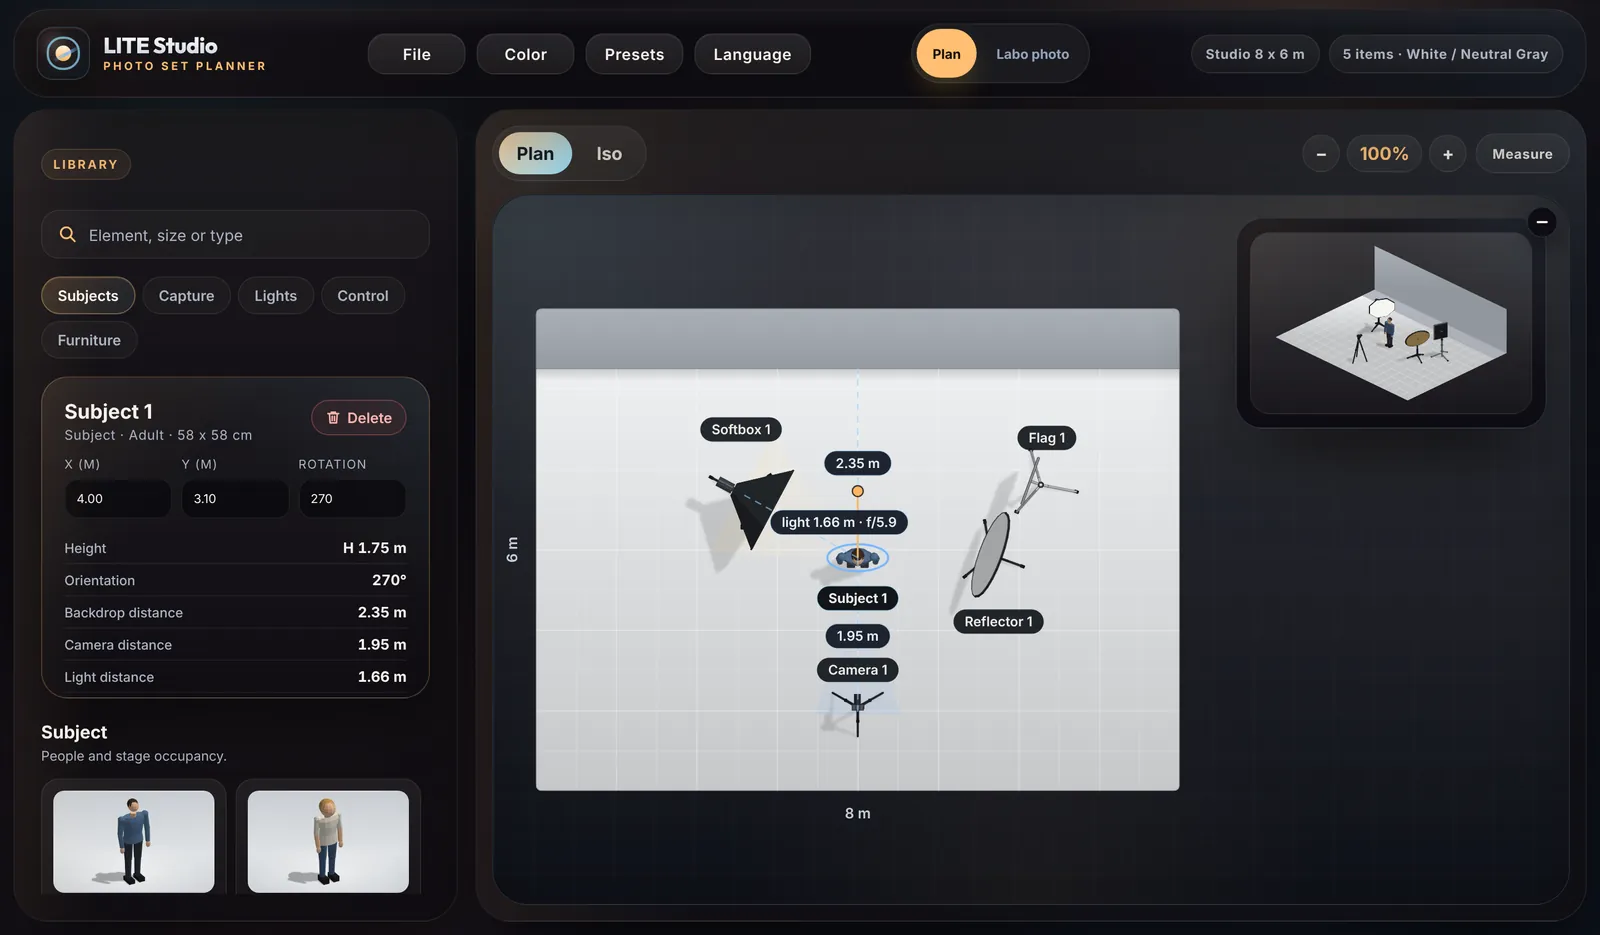 LITE Studio
PHOTO SET PLANNER
File
Color
Presets
Language
Plan
Labo photo
Studio 8 x 6 m
5 items · White / Neutral Gray
LIBRARY
Element, size or type
Subjects
Capture
Lights
Control
Furniture
Subject 1
Subject · Adult · 58 x 58 cm
Delete
X (M)
Y (M)
ROTATION
4.00
3.10
270
Height
H 1.75 m
Orientation
270°
Backdrop distance
2.35 m
Camera distance
1.95 m
Light distance
1.66 m
Subject
People and stage occupancy.
Plan
Iso
−
100%
+
Measure
−
Softbox 1
Flag 1
2.35 m
light 1.66 m · f/5.9
Subject 1
Reflector 1
1.95 m
Camera 1
6 m
8 m